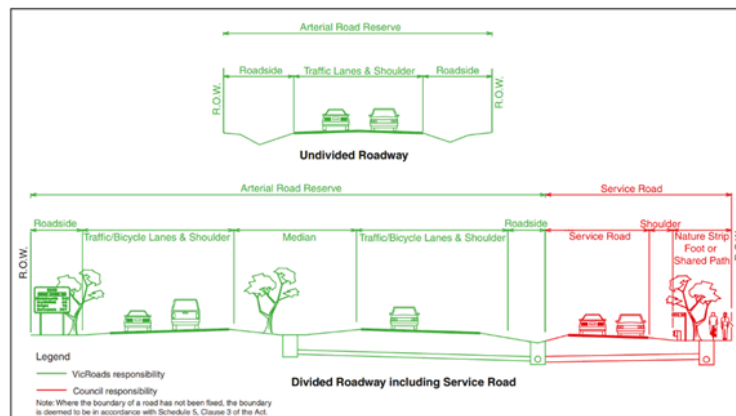 Arterial Road Reserve
Roadside
Traffic Lanes & Shoulder
Roadside
R.O.W.
R.O.W.
Undivided Roadway
Arterial Road Reserve
Service Road
Roadside
Traffic/Bicycle Lanes & Shoulder
Median
Traffic/Bicycle Lanes & Shoulder
Roadside
Service Road
Shoulder
Nature Strip
Foot or
Shared Path
R.O.W.
Legend
VicRoads responsibility
Council responsibility
Divided Roadway including Service Road
Note: Where the boundary of a road has not been fixed, the boundary
is deemed to be in accordance with Schedule 5, Clause 3 of the Act.